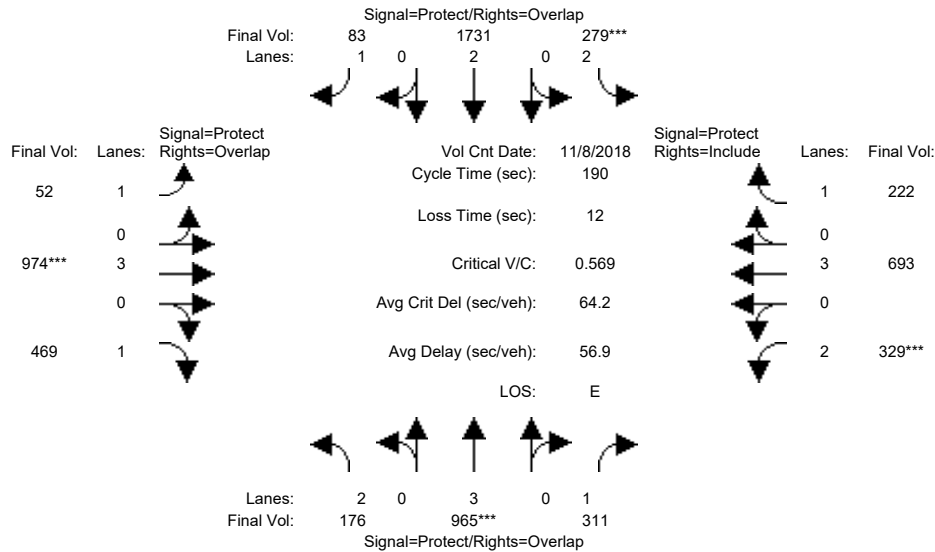 Signal=Protect/Rights=Overlap
Final Vol: 83 1731 279***
Lanes: 1 0 2 0 2
Signal=Protect
Final Vol: Lanes: Rights=Overlap
Vol Cnt Date: 11/8/2018
Signal=Protect
Rights=Include Lanes: Final Vol:
Cycle Time (sec): 190
52 1
1 222
Loss Time (sec): 12
0
0
974*** 3 Critical V/C: 0.569 3 693
0 Avg Crit Del (sec/veh): 64.2 0
469 1 Avg Delay (sec/veh): 56.9 2 329***
LOS: E
Lanes: 2 0 3 0 1
Final Vol: 176 965*** 311
Signal=Protect/Rights=Overlap